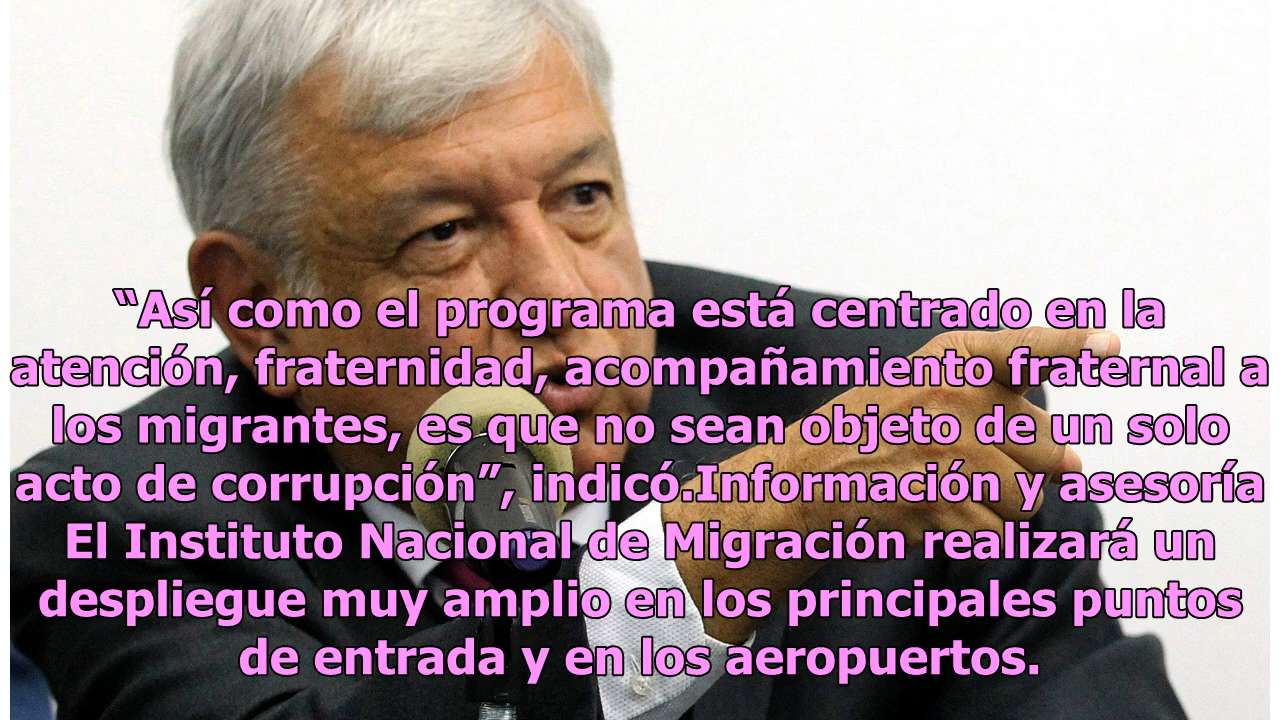 “Así como el programa está centrado en la
atención, fraternidad, acompañamiento fraternal a
los migrantes, es que no sean objeto de un solo
acto de corrupción”, indicó.Información y asesoría
El Instituto Nacional de Migración realizará un
despliegue muy amplio en los principales puntos
de entrada y en los aeropuertos.